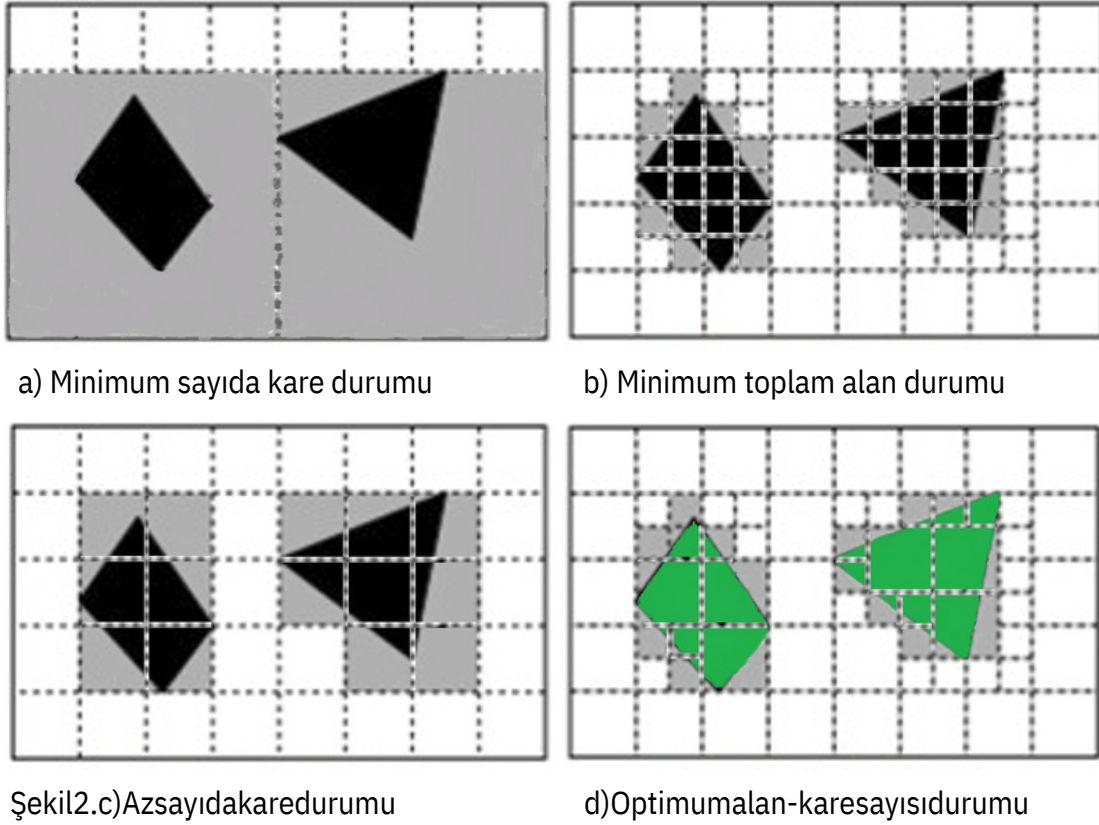 a) Minimum sayıda kare durumu
b) Minimum toplam alan durumu
Şekil2.c)Azsayıdakaredurumu
d)Optimumalan-karesayısıdurumu